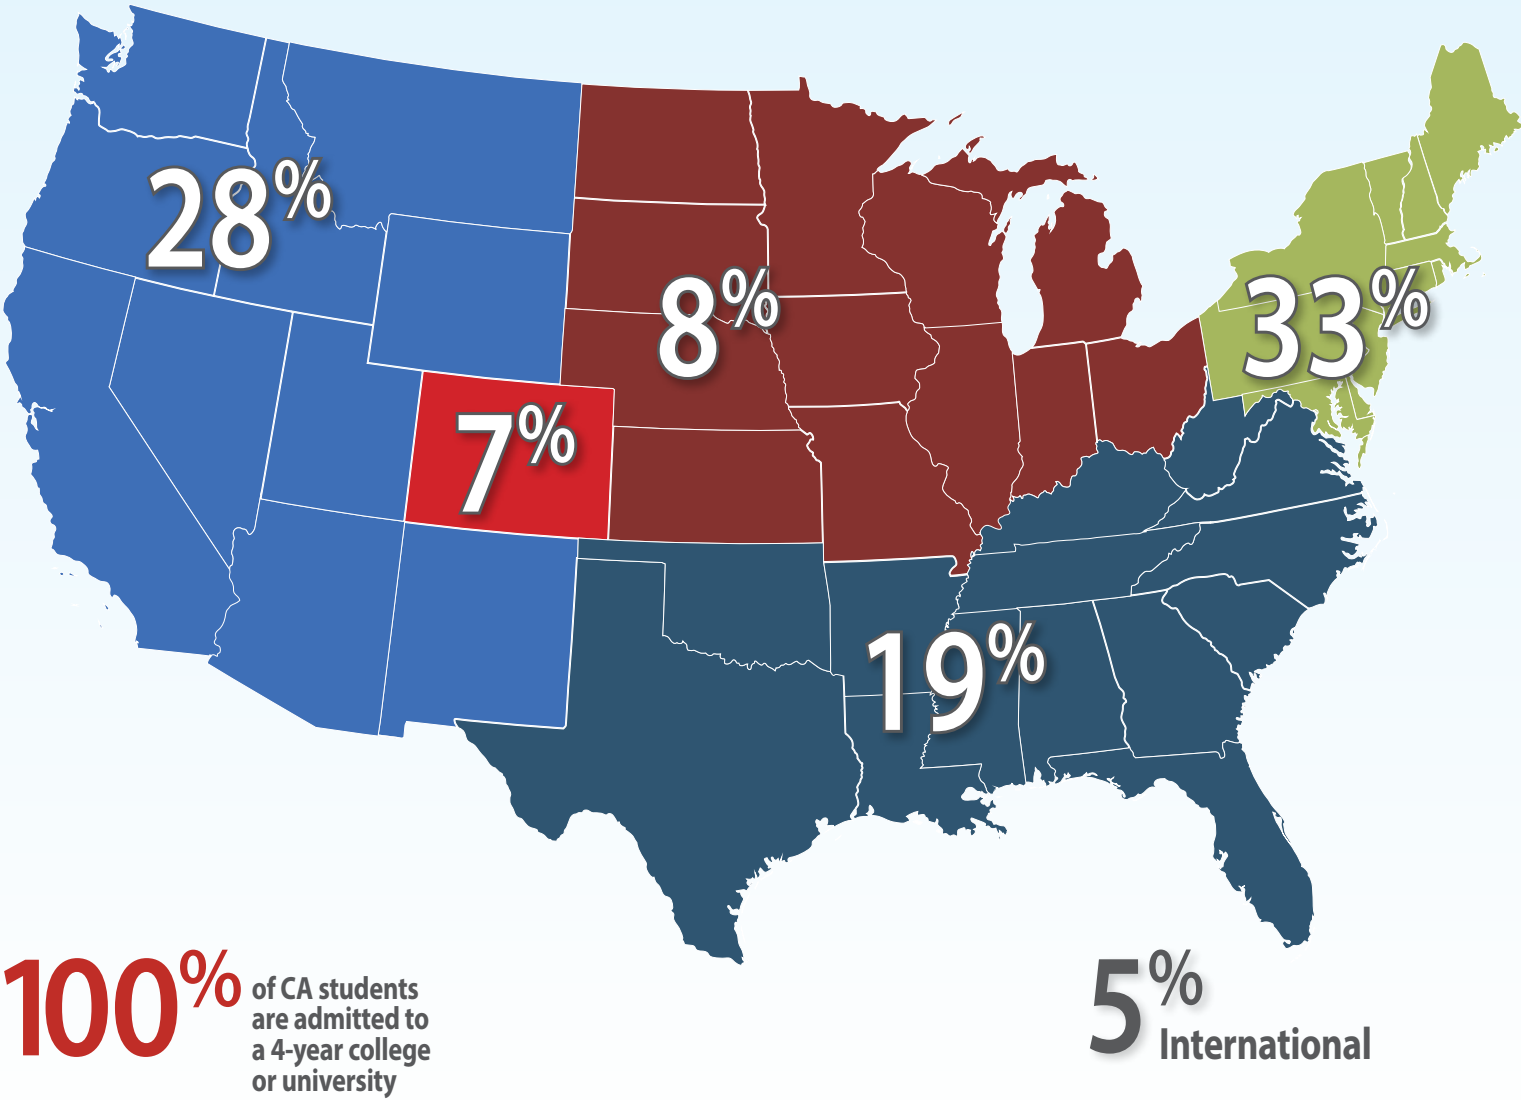 28%
8%
33%
7%
19%
100%
of CA students
are admitted to
a 4-year college
or university
5%
International